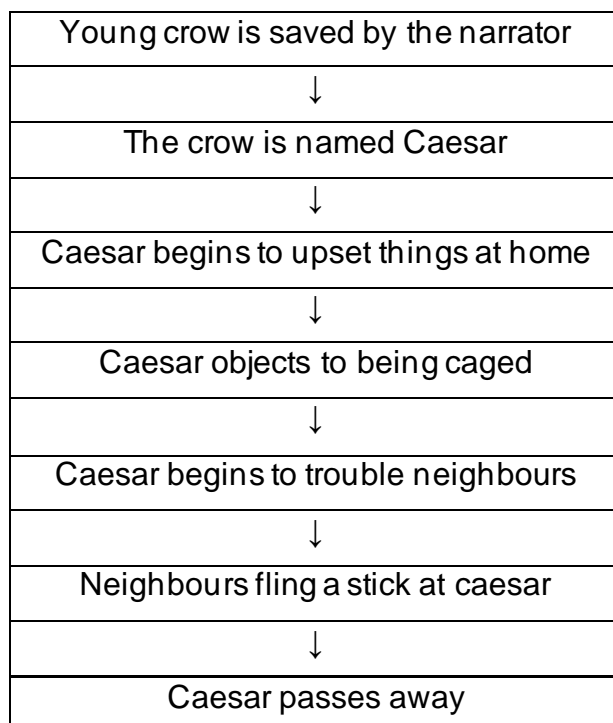 Young crow is saved by the narrator
↓
The crow is named Caesar
↓
Caesar begins to upset things at home
↓
Caesar objects to being caged
↓
Caesar begins to trouble neighbours
↓
Neighbours fling a stick at caesar
↓
Caesar passes away